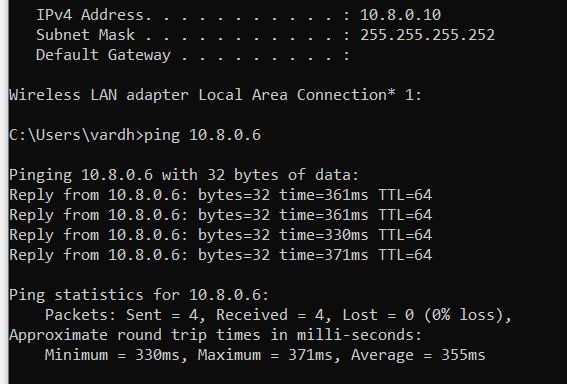 IPv4 Address. . . . . . . . . . . : 10.8.0.10
Subnet Mask . . . . . . . . . . . : 255.255.255.252
Default Gateway . . . . . . . . . :
Wireless LAN adapter Local Area Connection* 1:
C:\Users\vardh>ping 10.8.0.6
Pinging 10.8.0.6 with 32 bytes of data:
Reply from 10.8.0.6: bytes=32 time=361ms TTL=64
Reply from 10.8.0.6: bytes=32 time=361ms TTL=64
Reply from 10.8.0.6: bytes=32 time=330ms TTL=64
Reply from 10.8.0.6: bytes=32 time=371ms TTL=64
Ping statistics for 10.8.0.6:
Packets: Sent = 4, Received = 4, Lost = 0 (0% loss),
Approximate round trip times in milli-seconds:
Minimum = 330ms, Maximum = 371ms, Average = 355ms